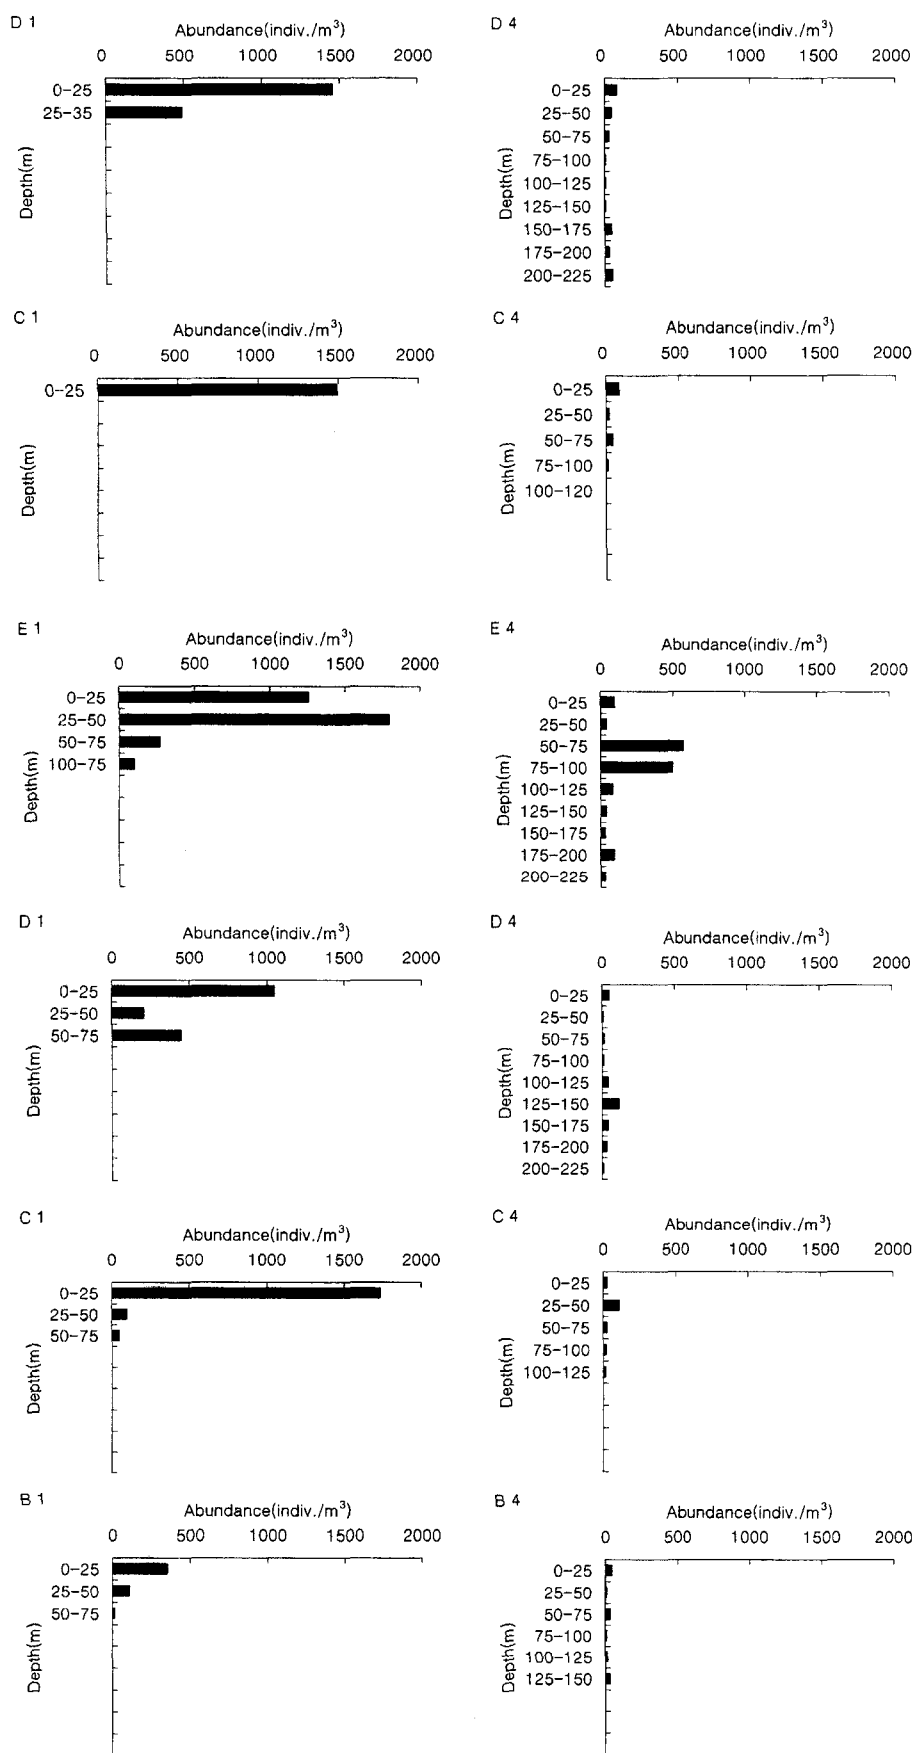 D 1
Abundance(indiv./m³)
0 500 1000 1500 2000
0-25
25-35
Depth(m)
D 4
Abundance(indiv./m³)
0 500 1000 1500 2000
0-25
25-50
50-75
75-100
100-125
125-150
150-175
175-200
200-225
Depth(m)
C 1
Abundance(indiv./m³)
0 500 1000 1500 2000
0-25
Depth(m)
C 4
Abundance(indiv./m³)
0 500 1000 1500 2000
0-25
25-50
50-75
75-100
100-120
Depth(m)
E 1
Abundance(indiv./m³)
0 500 1000 1500 2000
0-25
25-50
50-75
100-75
Depth(m)
E 4
Abundance(indiv./m³)
0 500 1000 1500 2000
0-25
25-50
50-75
75-100
100-125
125-150
150-175
175-200
200-225
Depth(m)
D 1
Abundance(indiv./m³)
0 500 1000 1500 2000
0-25
25-50
50-75
Depth(m)
D 4
Abundance(indiv./m³)
0 500 1000 1500 2000
0-25
25-50
50-75
75-100
100-125
125-150
150-175
175-200
200-225
Depth(m)
C 1
Abundance(indiv./m³)
0 500 1000 1500 2000
0-25
25-50
50-75
Depth(m)
C 4
Abundance(indiv./m³)
0 500 1000 1500 2000
0-25
25-50
50-75
75-100
100-125
Depth(m)
B 1
Abundance(indiv./m³)
0 500 1000 1500 2000
0-25
25-50
50-75
Depth(m)
B 4
Abundance(indiv./m³)
0 500 1000 1500 2000
0-25
25-50
50-75
75-100
100-125
125-150
Depth(m)